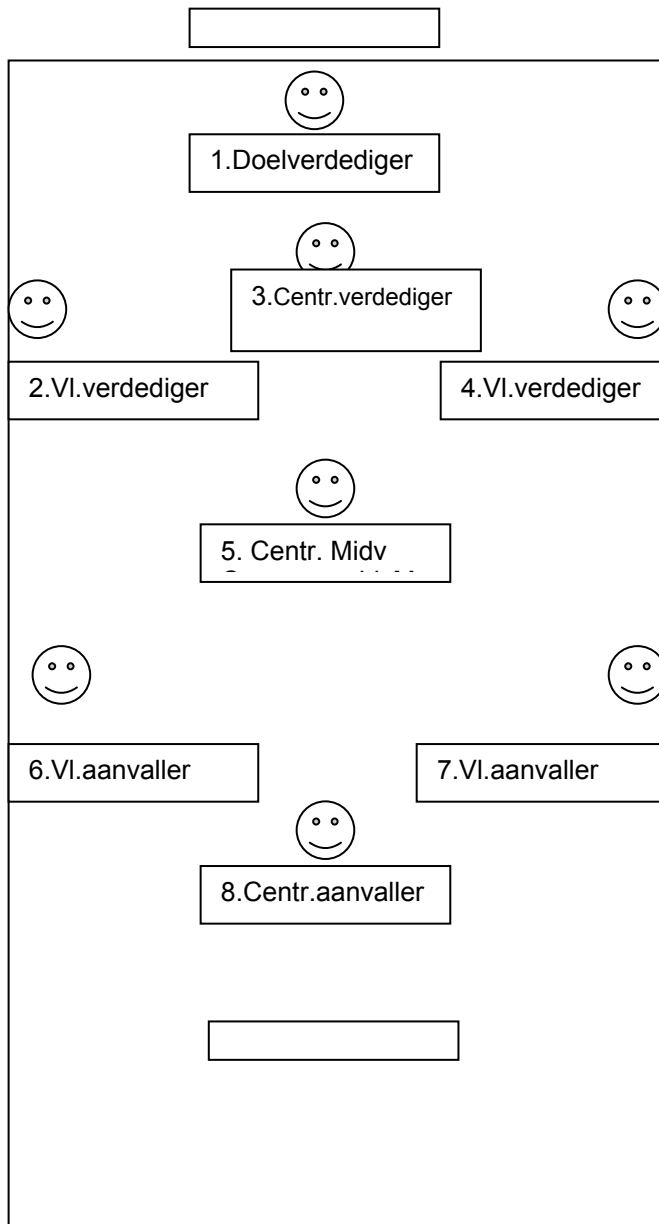 1.Doelverdediger
3.Centr.verdediger
2.Vl.verdediger
4.Vl.verdediger
5. Centr. Midv
6.Vl.aanvaller
7.Vl.aanvaller
8.Centr.aanvaller